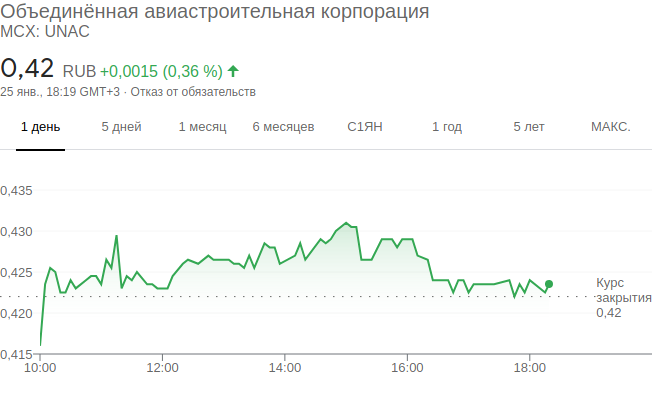 Объединённая авиастроительная корпорация
MCX: UNAC
0,42 RUB +0,0015 (0,36 %)
25 янв., 18:19 GMT+3 · Отказ от обязательств
1 день 5 дней 1 месяц 6 месяцев С1ЯН 1 год 5 лет МАКС.
0,435
0,430
0,425
Курс
закрытия
0,42
0,420
0,415
10:00 12:00 14:00 16:00 18:00